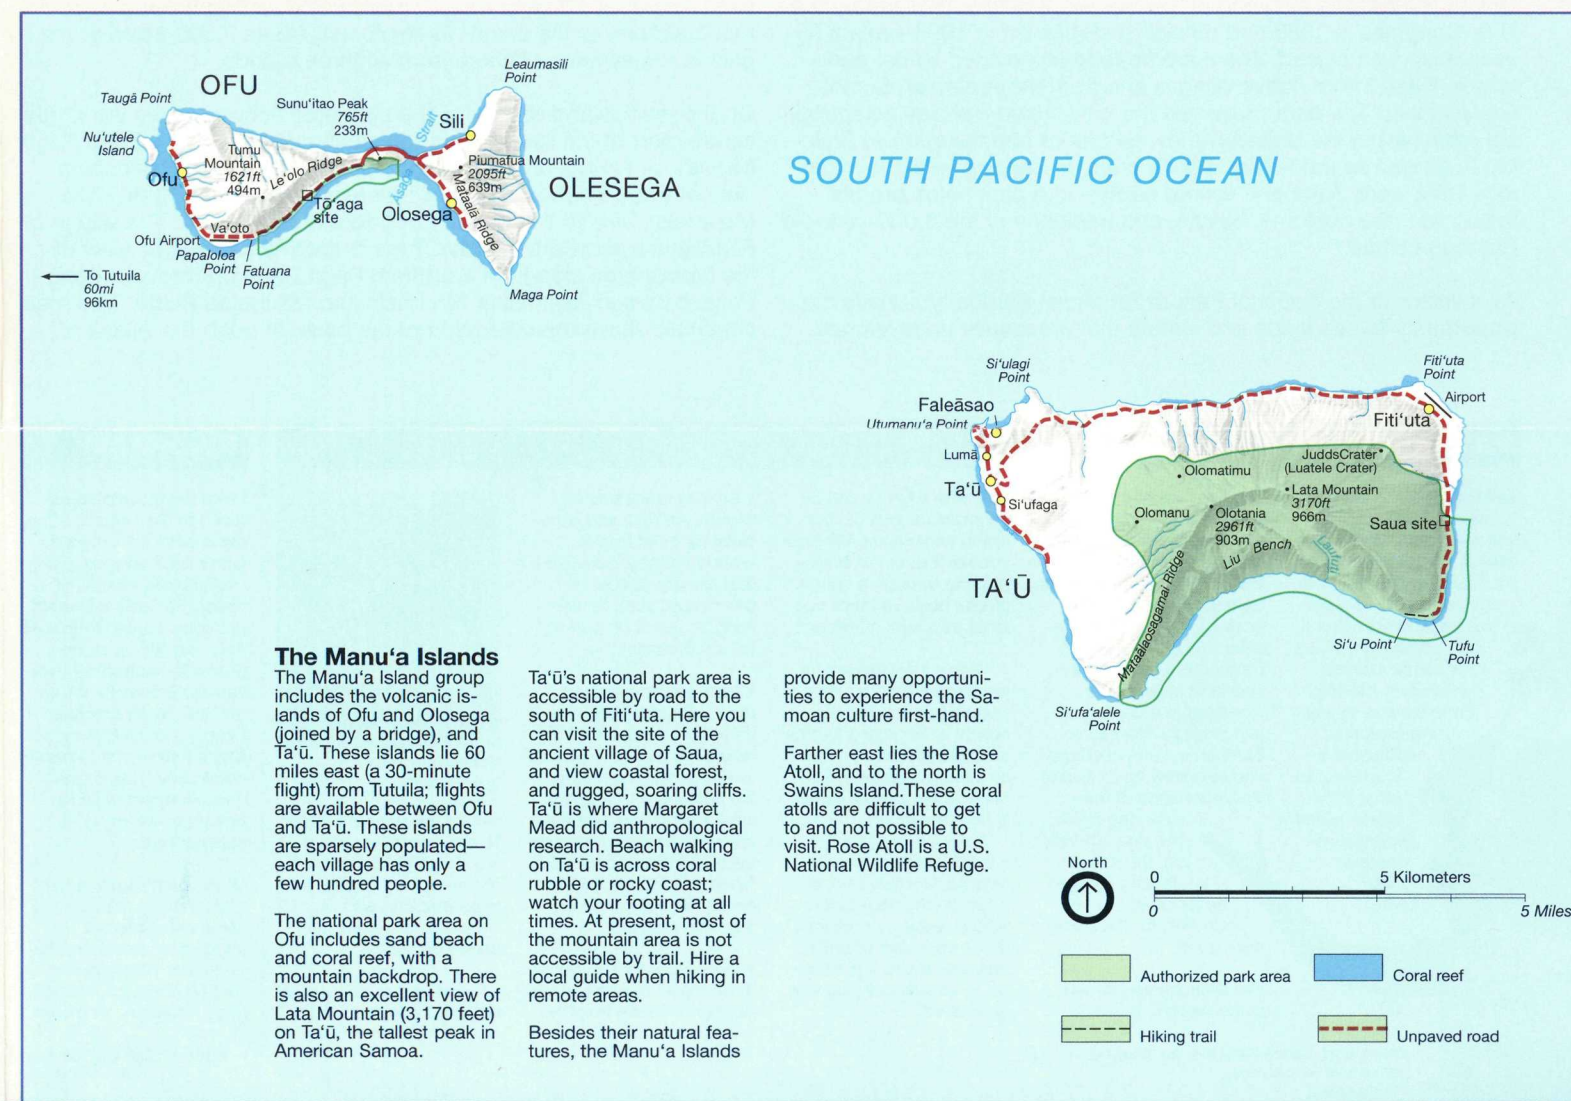 OFU
Taugā Point
Nu‘utele
Island
Ofu
Tumu
Mountain
1621ft
494m
Le‘olo Ridge
Sunu‘itao Peak
765ft
233m
Tō‘aga
site
Va‘oto
Ofu Airport
Papaloloa
Point
Fatuana
Point
To Tutuila
60mi
96km
Asaga
Strait
Leaumasili
Point
Sili
Piumafua Mountain
2095ft
639m
OLESEGA
Olosega
Mataalā Ridge
Maga Point
SOUTH PACIFIC OCEAN
Si‘ulagi
Point
Faleāsao
Utumanu‘a Point
Lumā
Ta‘ū
Si‘ufaga
TA‘Ū
Fiti‘uta
Point
Airport
Fiti‘uta
JuddsCrater
(Luatele Crater)
Olomatimu
Lata Mountain
3170ft
966m
Olomanu
Olotania
2961ft
903m
Saua site
Liu Bench
Laufuti
Mataālaosagamai Ridge
Si‘u Point
Tufu
Point
Si‘ufa‘alele
Point
The Manu‘a Islands
The Manu‘a Island group
includes the volcanic is-
lands of Ofu and Olosega
(joined by a bridge), and
Ta‘ū. These islands lie 60
miles east (a 30-minute
flight) from Tutuila; flights
are available between Ofu
and Ta‘ū. These islands
are sparsely populated—
each village has only a
few hundred people.
The national park area on
Ofu includes sand beach
and coral reef, with a
mountain backdrop. There
is also an excellent view of
Lata Mountain (3,170 feet)
on Ta‘ū, the tallest peak in
American Samoa.
Ta‘ū’s national park area is
accessible by road to the
south of Fiti‘uta. Here you
can visit the site of the
ancient village of Saua,
and view coastal forest,
and rugged, soaring cliffs.
Ta‘ū is where Margaret
Mead did anthropological
research. Beach walking
on Ta‘ū is across coral
rubble or rocky coast;
watch your footing at all
times. At present, most of
the mountain area is not
accessible by trail. Hire a
local guide when hiking in
remote areas.
Besides their natural fea-
tures, the Manu‘a Islands
provide many opportuni-
ties to experience the Sa-
moan culture first-hand.
Farther east lies the Rose
Atoll, and to the north is
Swains Island.These coral
atolls are difficult to get
to and not possible to
visit. Rose Atoll is a U.S.
National Wildlife Refuge.
North
0 5 Kilometers
0 5 Miles
Authorized park area
Coral reef
Hiking trail
Unpaved road